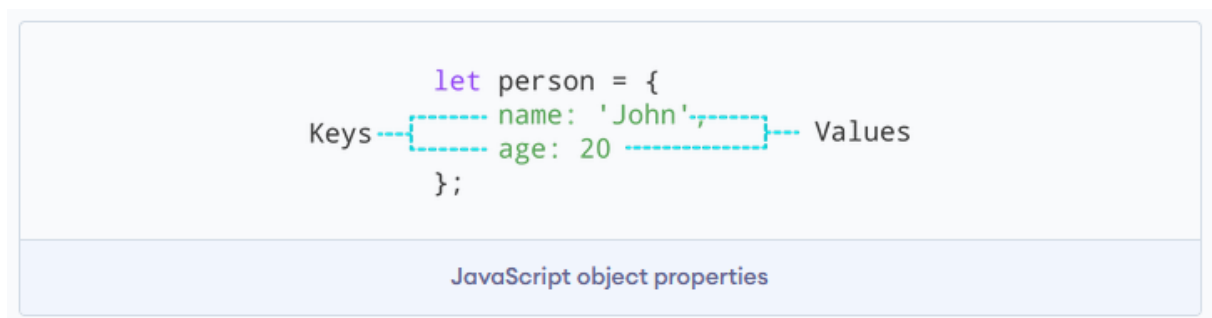 let person = {
name: 'John',
Keys
Values
age: 20
};
JavaScript object properties